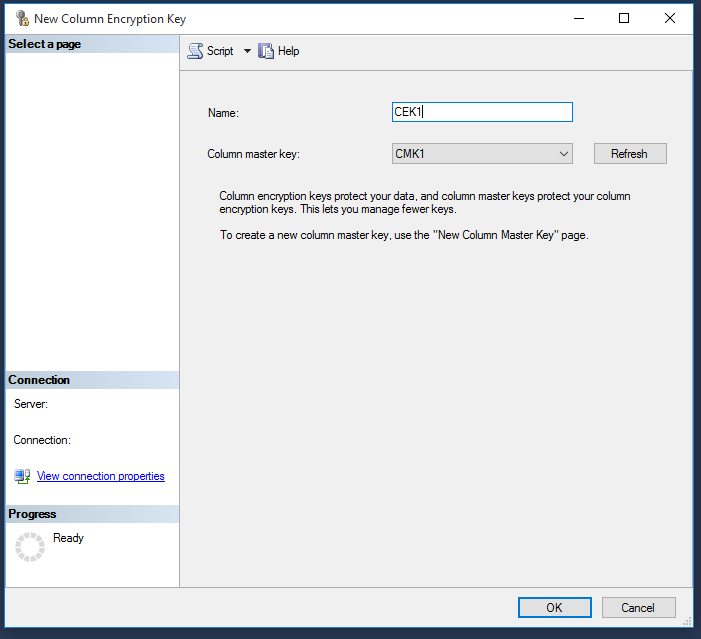 New Column Encryption Key
Select a page
Script
Help
Name:
CEK1
Column master key:
CMK1
Refresh
Column encryption keys protect your data, and column master keys protect your column
encryption keys. This lets you manage fewer keys.
To create a new column master key, use the "New Column Master Key" page.
Connection
Server:
Connection:
View connection properties
Progress
Ready
OK
Cancel